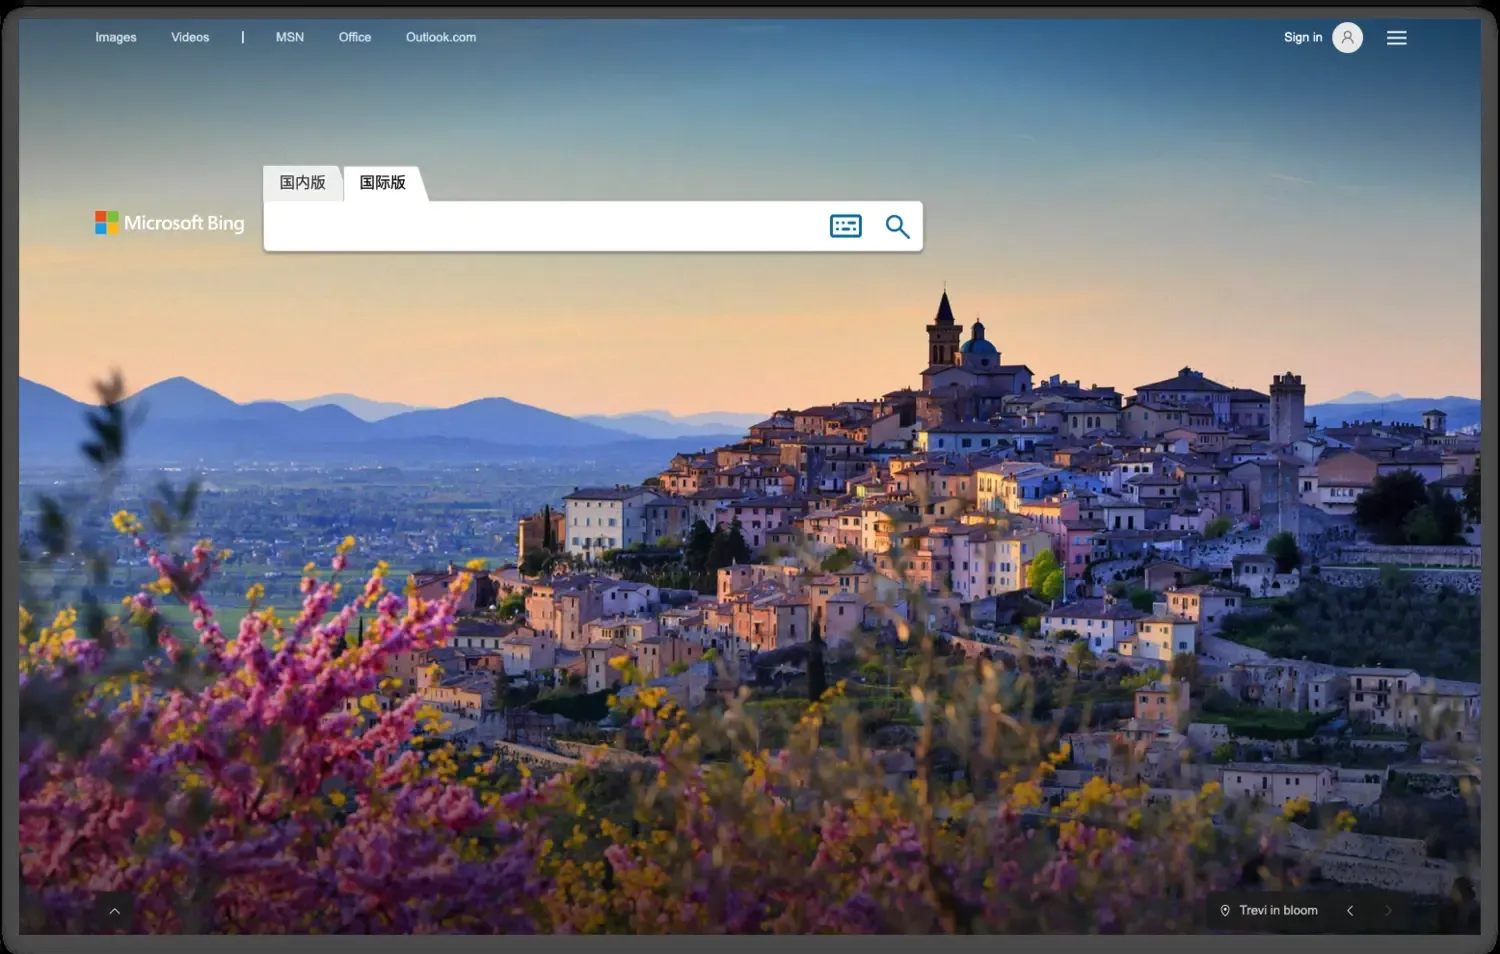 Images Videos | MSN Office Outlook.com Sign in
国内版 国际版
Microsoft Bing
Trevi in bloom